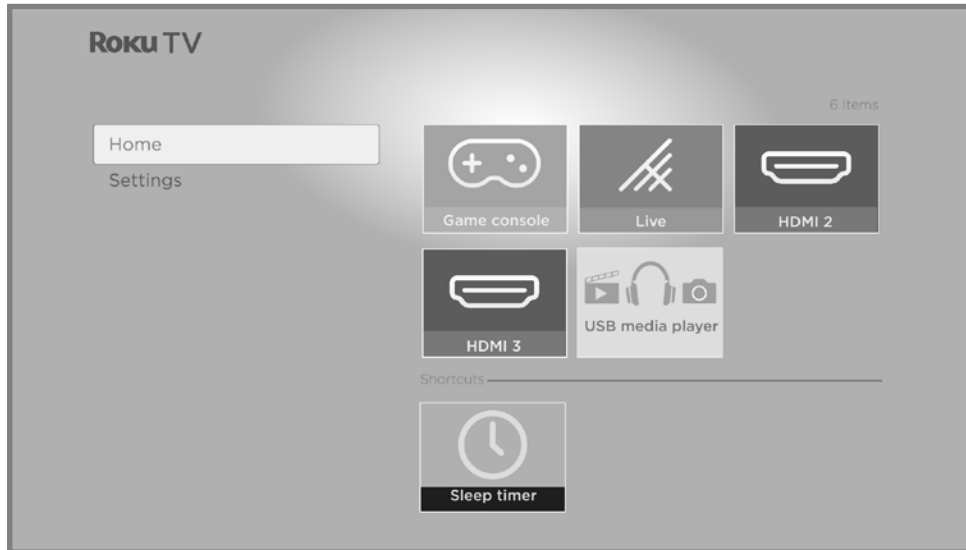 Roku TV
6 Items
Home
Settings
Game console
Live
HDMI 2
HDMI 3
USB media player
Shortcuts
Sleep timer